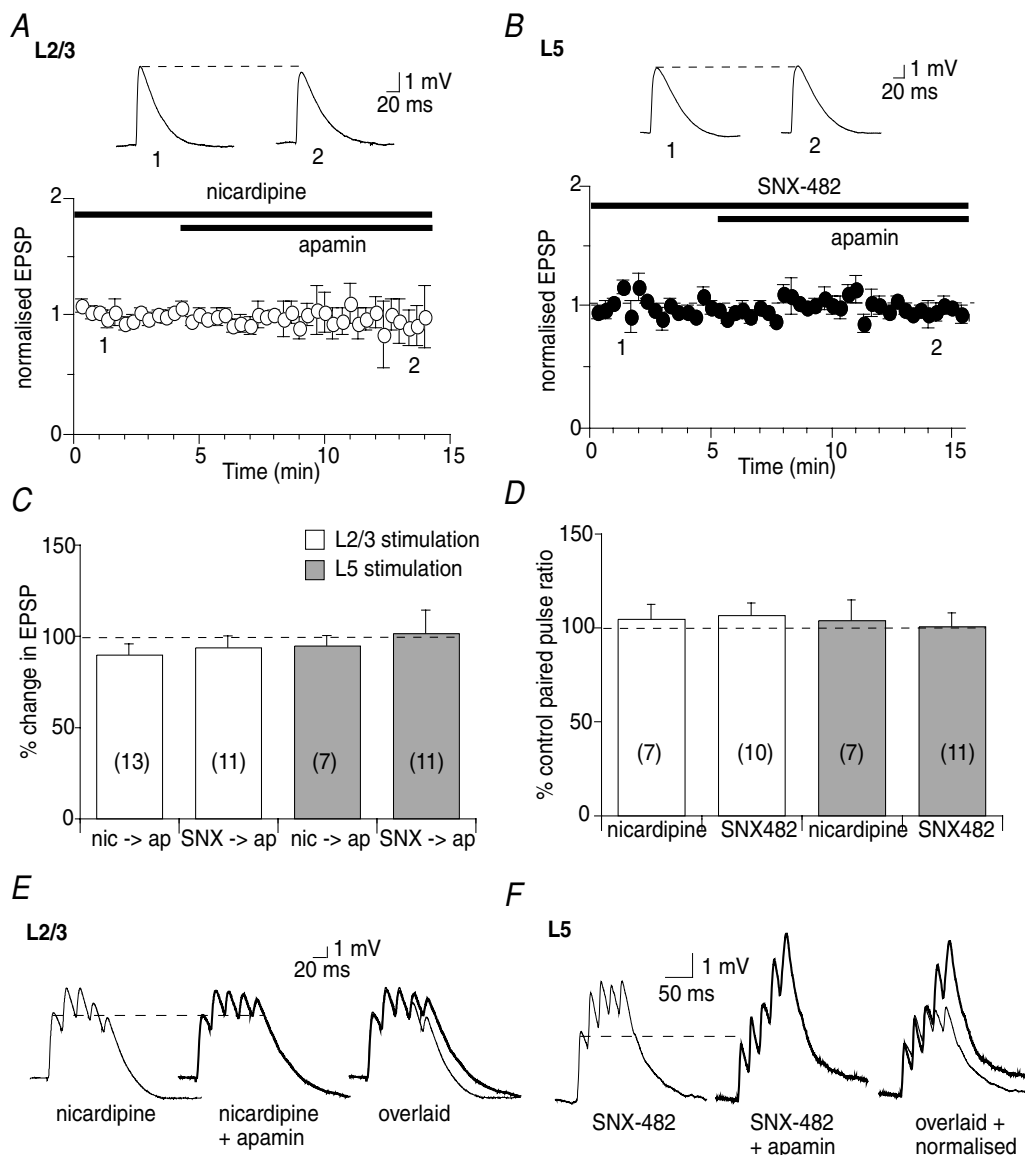 A
L2/3
1 mV
20 ms
1
2
nicardipine
apamin
normalised EPSP
2
1
0
1
2
0
5
10
15
Time (min)
B
L5
1 mV
20 ms
1
2
SNX-482
apamin
normalised EPSP
2
1
0
1
2
0
5
10
15
Time (min)
C
L2/3 stimulation
L5 stimulation
% change in EPSP
150
100
50
0
(13)
(11)
(7)
(11)
nic -> ap
SNX -> ap
nic -> ap
SNX -> ap
D
% control paired pulse ratio
150
100
50
0
(7)
(10)
(7)
(11)
nicardipine
SNX482
nicardipine
SNX482
E
L2/3
1 mV
20 ms
nicardipine
nicardipine
+ apamin
overlaid
F
L5
1 mV
50 ms
SNX-482
SNX-482
+ apamin
overlaid +
normalised